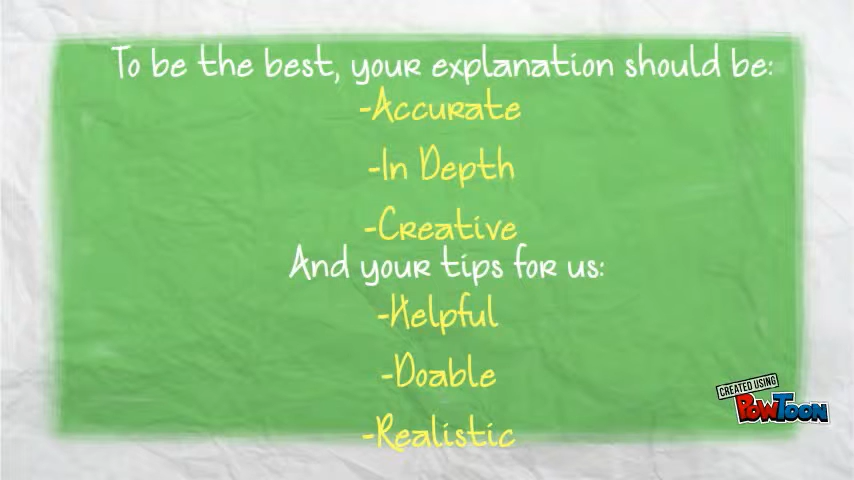 To be the best, your explanation should be:
-Accurate
-In Depth
-Creative
And your tips for us:
-Helpful
-Doable
-Realistic
CREATED USING
POWTOON